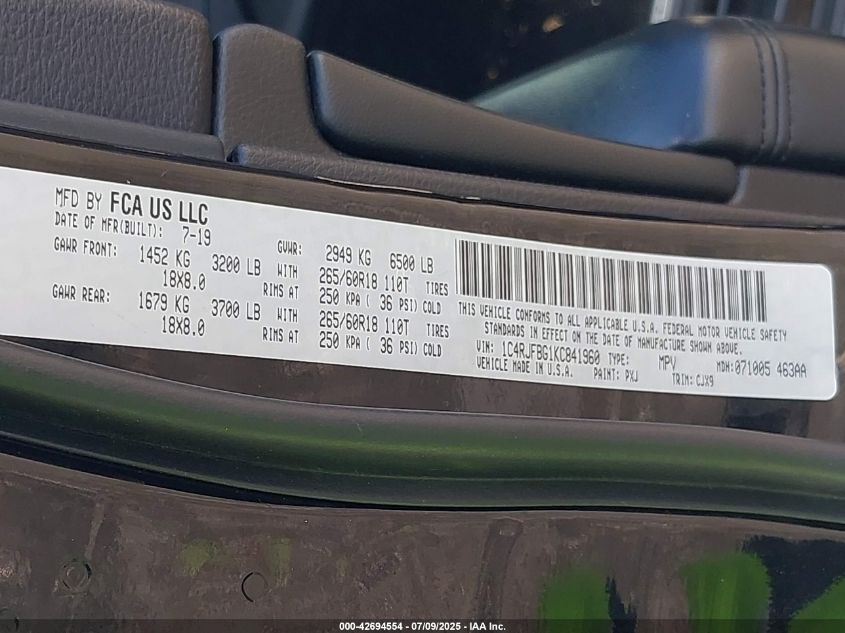 MFD BY FCA US LLC
DATE OF MFR(BUILT): 7-19
GVWR: 2949 KG 6500 LB
GAWR FRONT: 1452 KG 3200 LB WITH 265/60R18 110T TIRES
18X8.0 RIMS AT 250 KPA ( 36 PSI) COLD
GAWR REAR: 1679 KG 3700 LB WITH 265/60R18 110T TIRES
18X8.0 RIMS AT 250 KPA ( 36 PSI) COLD
THIS VEHICLE CONFORMS TO ALL APPLICABLE U.S.A. FEDERAL MOTOR VEHICLE SAFETY
STANDARDS IN EFFECT ON THE DATE OF MANUFACTURE SHOWN ABOVE.
VIN: 1C4RJFBG1KC841960 TYPE: MPV MDH: 071005 463AA
VEHICLE MADE IN U.S.A. PAINT: PXJ TRIM: CJX9
000-42694554 / 07/09/2025 - IAA Inc.